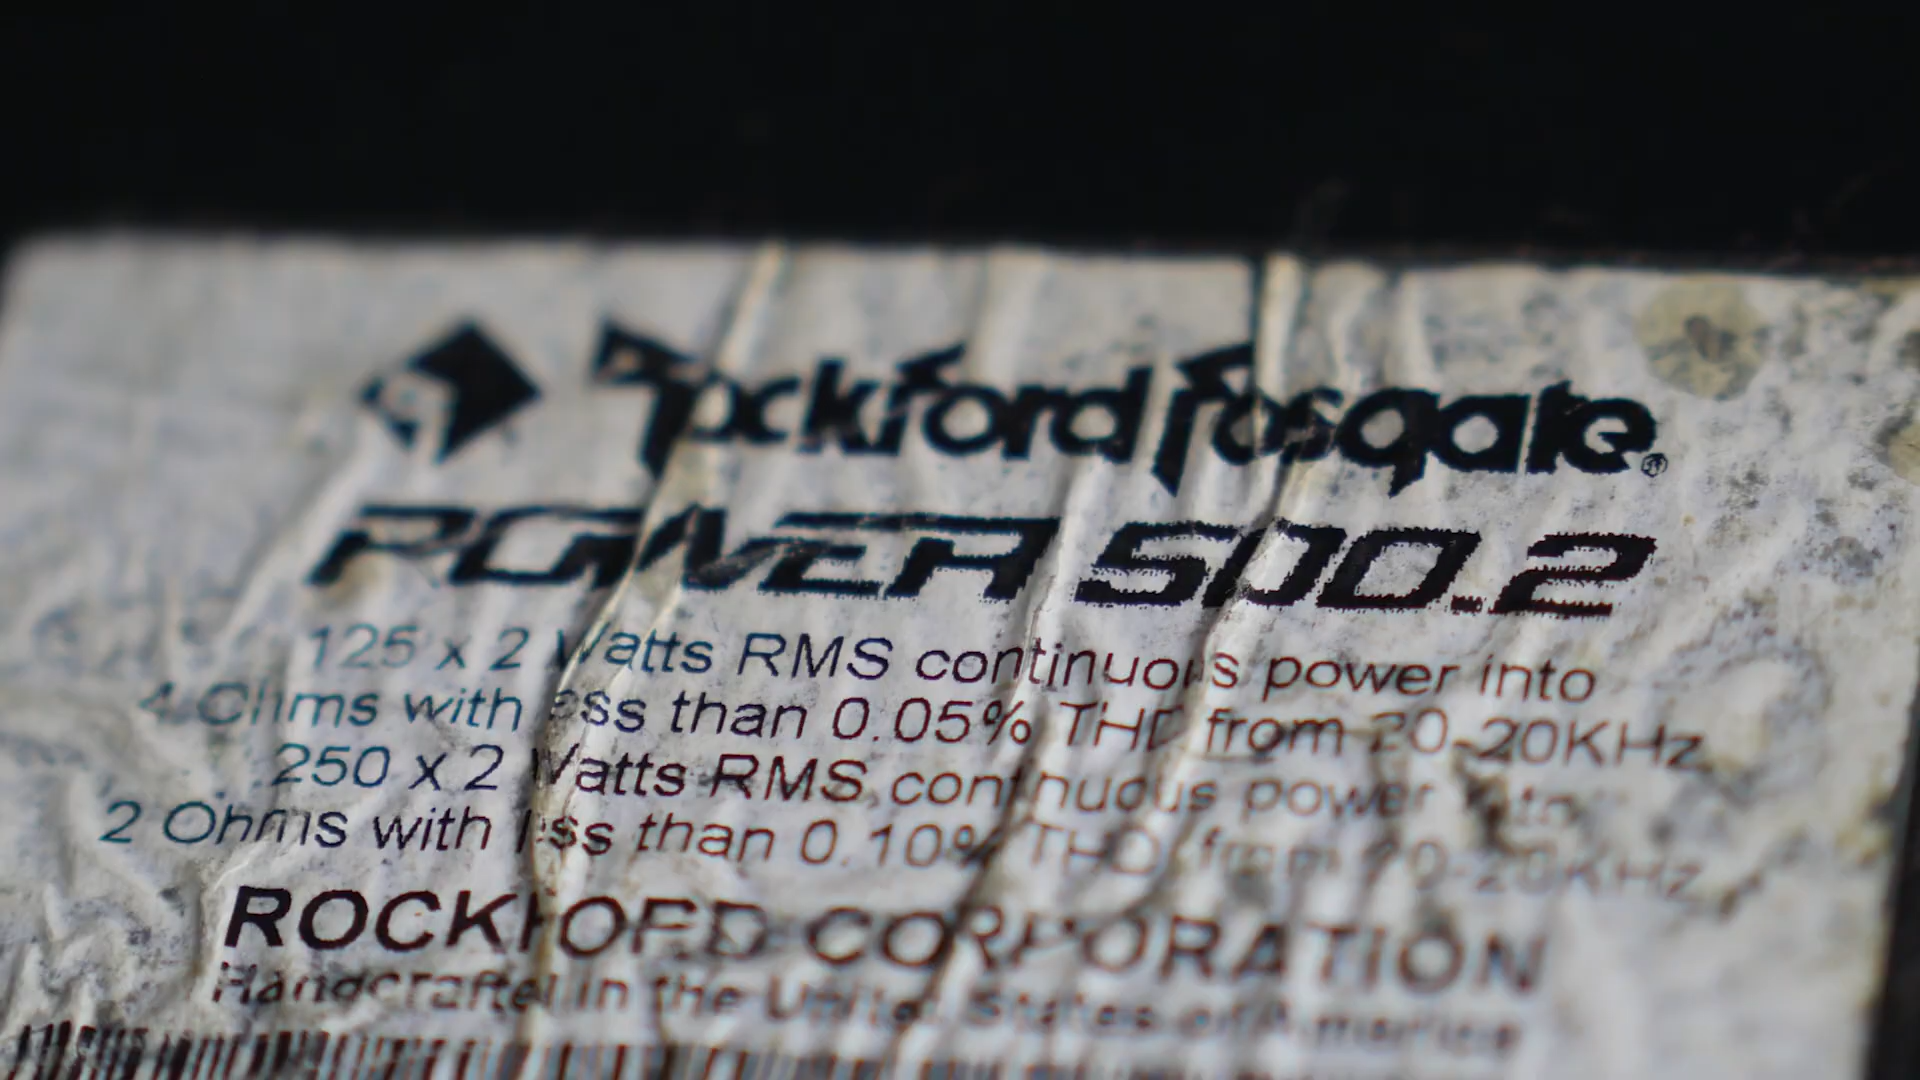 Rockford Fosgate®
POWER 500.2
125 x 2 Watts RMS continuous power into
4 Ohms with less than 0.05% THD from 20-20KHz
250 x 2 Watts RMS continuous power into
2 Ohms with less than 0.10% THD from 20-20KHz
ROCKFORD CORPORATION
Handcrafted in the United States of America